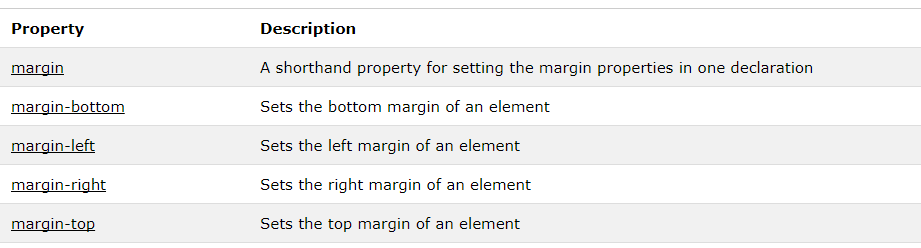 Property Description
margin A shorthand property for setting the margin properties in one declaration
margin-bottom Sets the bottom margin of an element
margin-left Sets the left margin of an element
margin-right Sets the right margin of an element
margin-top Sets the top margin of an element